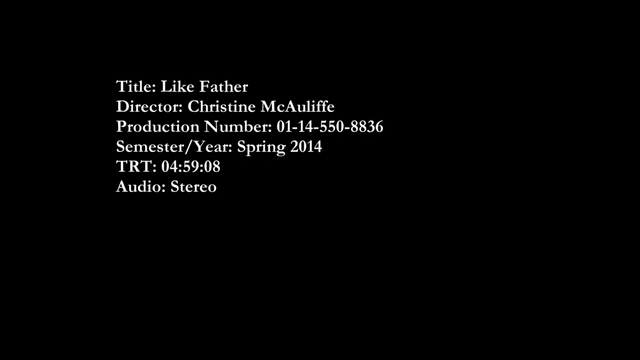 Title: Like Father
Director: Christine McAuliffe
Production Number: 01-14-550-8836
Semester/Year: Spring 2014
TRT: 04:59:08
Audio: Stereo